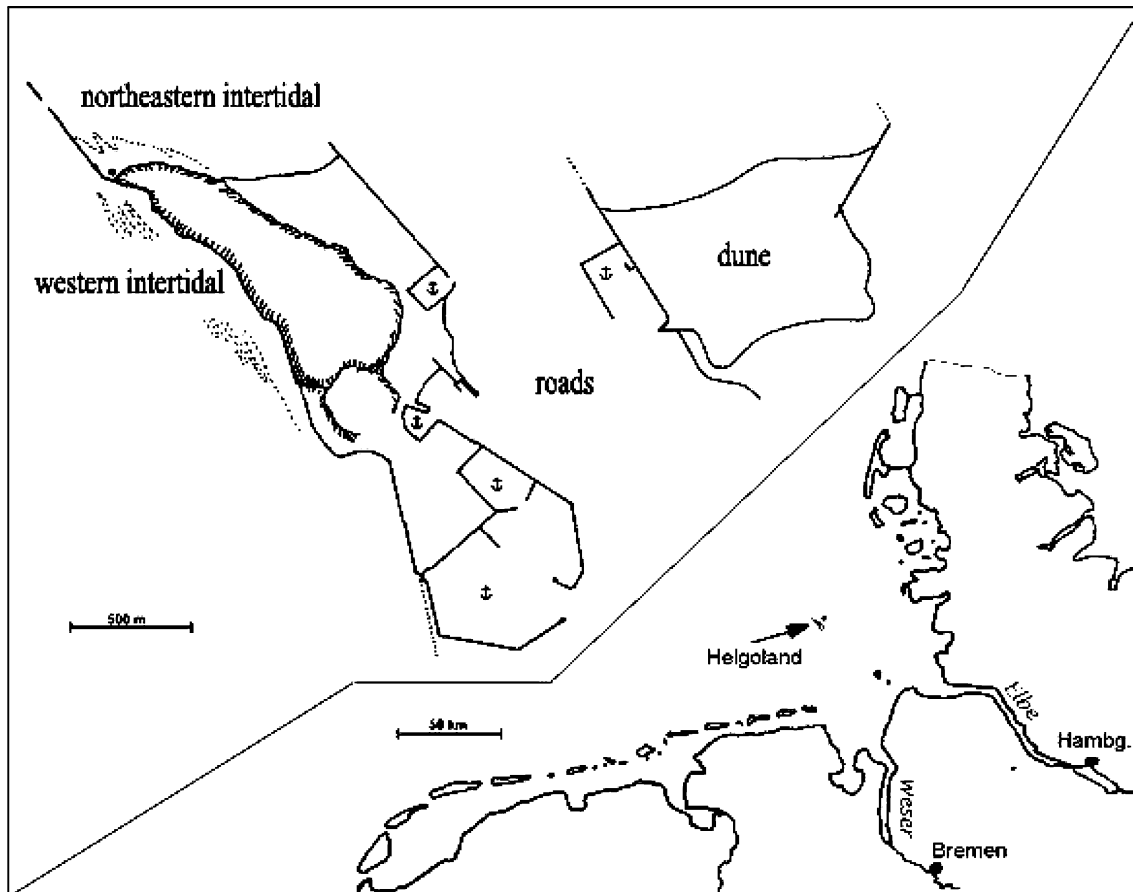 northeastern intertidal
western intertidal
dune
roads
500 m
Helgoland
50 km
Elbe
Hambg.
Weser
Bremen